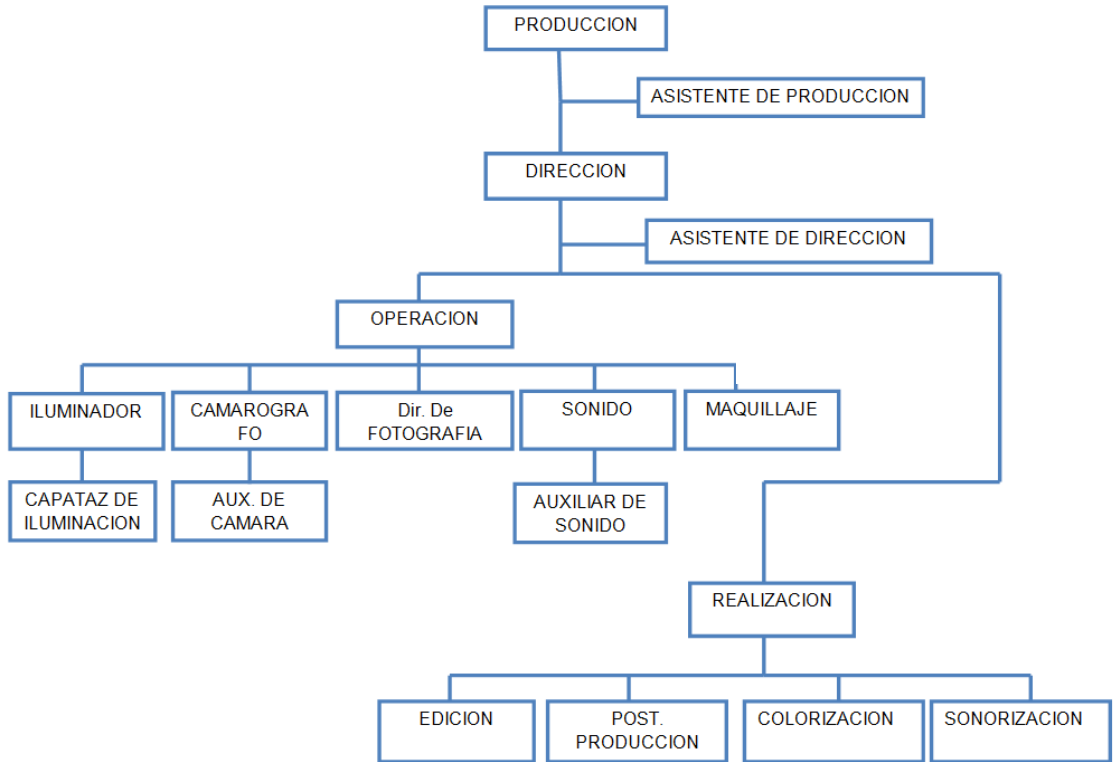 PRODUCCION
ASISTENTE DE PRODUCCION
DIRECCION
ASISTENTE DE DIRECCION
OPERACION
ILUMINADOR
CAMAROGRA
FO
Dir. De
FOTOGRAFIA
SONIDO
MAQUILLAJE
CAPATAZ DE
ILUMINACION
AUX. DE
CAMARA
AUXILIAR DE
SONIDO
REALIZACION
EDICION
POST.
PRODUCCION
COLORIZACION
SONORIZACION